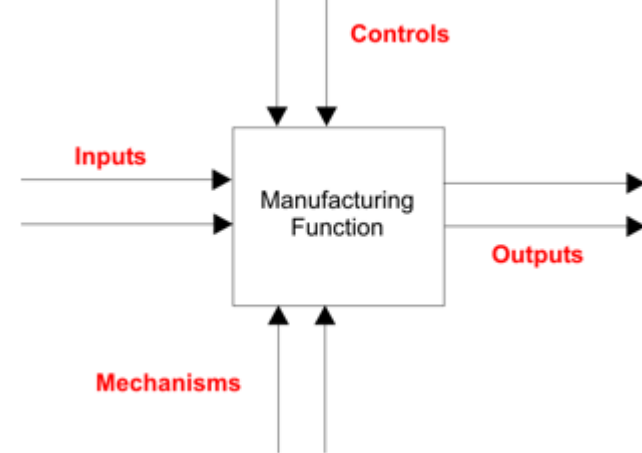 Controls
Inputs
Manufacturing
Function
Outputs
Mechanisms